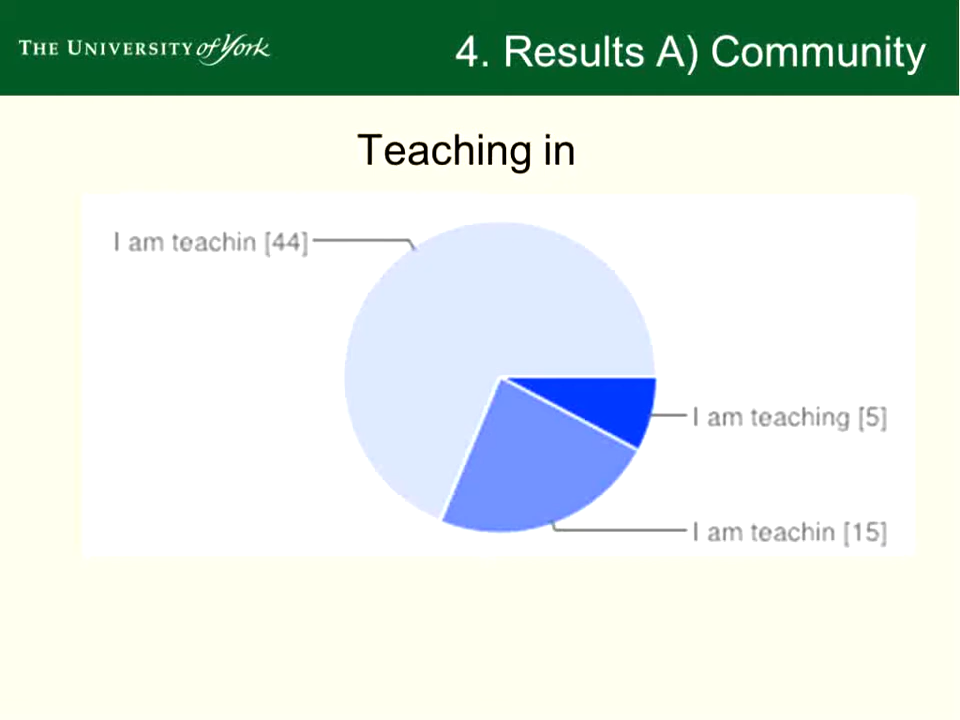 THE UNIVERSITY of York
4. Results A) Community
Teaching in
I am teachin [44]
I am teaching [5]
I am teachin [15]